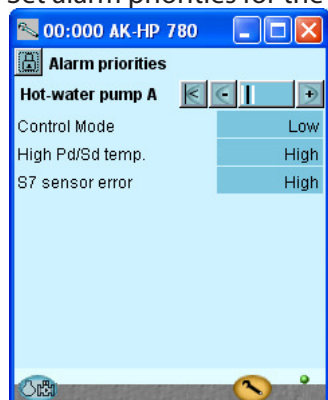 Set alarm priorities for the
00:000 AK-HP 780
Alarm priorities
Hot-water pump A
Control Mode Low
High Pd/Sd temp. High
S7 sensor error High